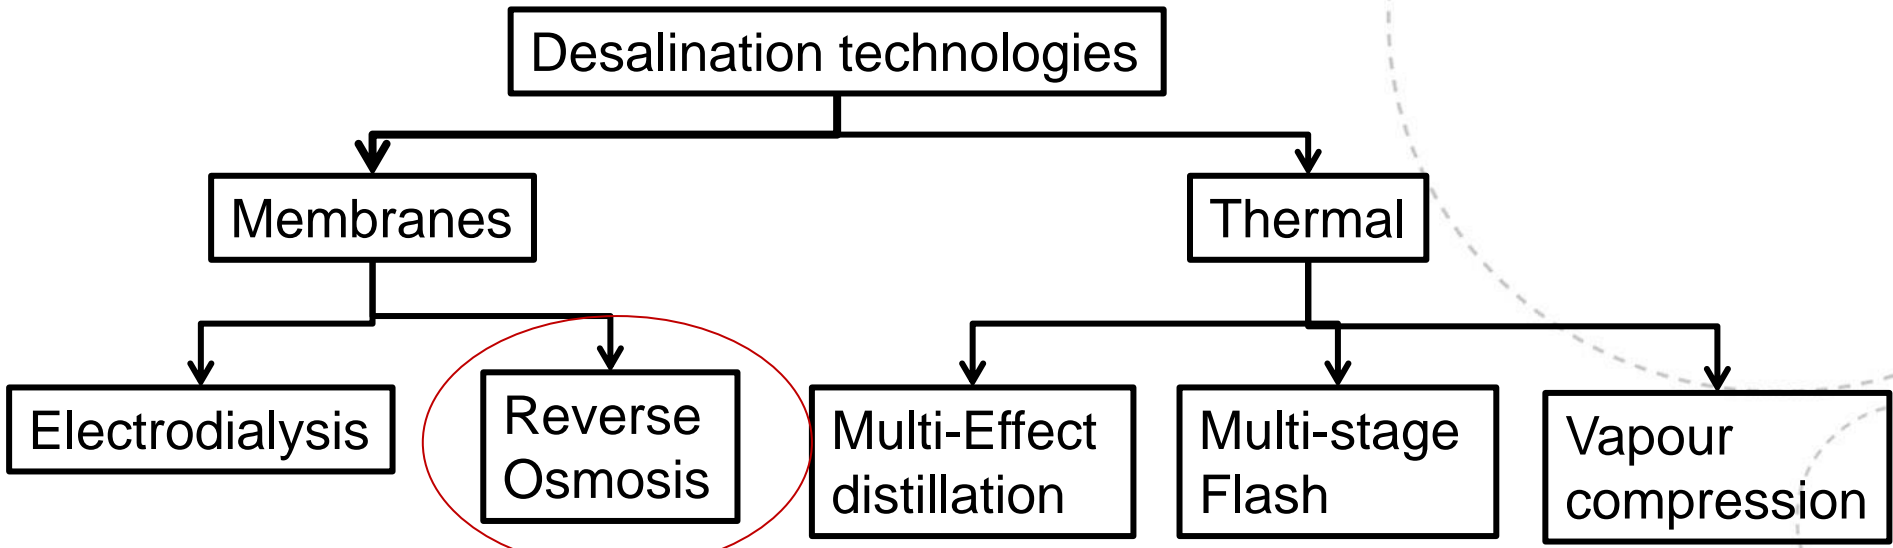 Desalination technologies
Membranes
Thermal
Electrodialysis
Reverse
Osmosis
Multi-Effect
distillation
Multi-stage
Flash
Vapour
compression